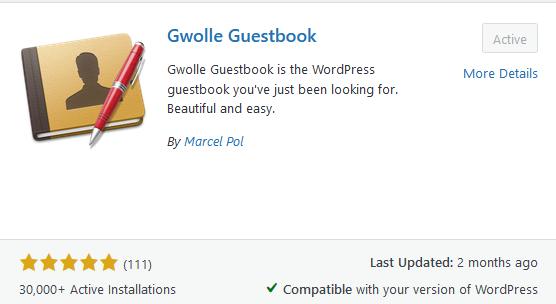 Gwolle Guestbook
Active
Gwolle Guestbook is the WordPress
More Details
guestbook you've just been looking for.
Beautiful and easy.
By Marcel Pol
(111)
Last Updated: 2 months ago
30,000+ Active Installations
Compatible with your version of WordPress